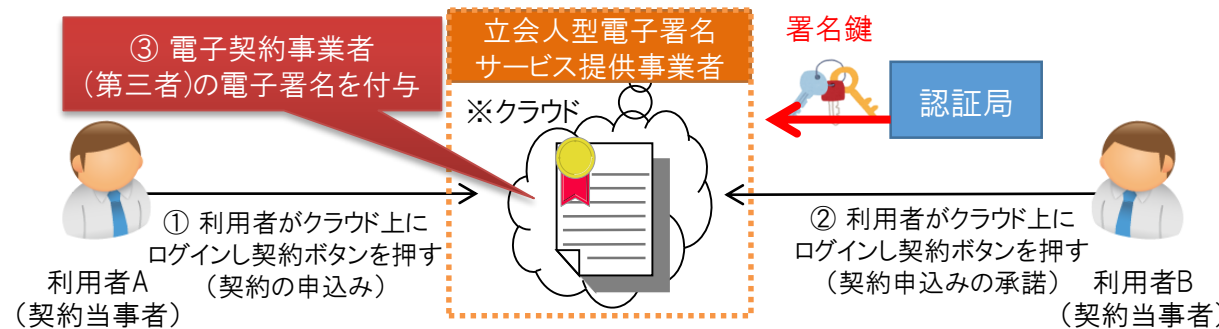 ③ 電子契約事業者
(第三者)の電子署名を付与
立会人型電子署名
サービス提供事業者
※クラウド
署名鍵
認証局
① 利用者がクラウド上に
ログインし契約ボタンを押す
（契約の申込み）
② 利用者がクラウド上に
ログインし契約ボタンを押す
（契約申込みの承諾）
利用者A
（契約当事者）
利用者B
（契約当事者）